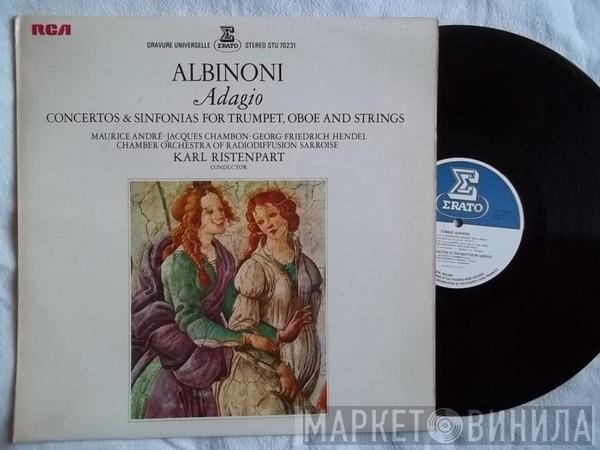 RCA
GRAVURE UNIVERSELLE ERATO STEREO STU 70231
ALBINONI
Adagio
CONCERTOS & SINFONIAS FOR TRUMPET, OBOE AND STRINGS
MAURICE ANDRÉ · JACQUES CHAMBON · GEORG-FRIEDRICH HENDEL
CHAMBER ORCHESTRA OF RADIODIFFUSION SARROISE
KARL RISTENPART
CONDUCTOR
ERATO
МАРКЕТ ВИНИЛА